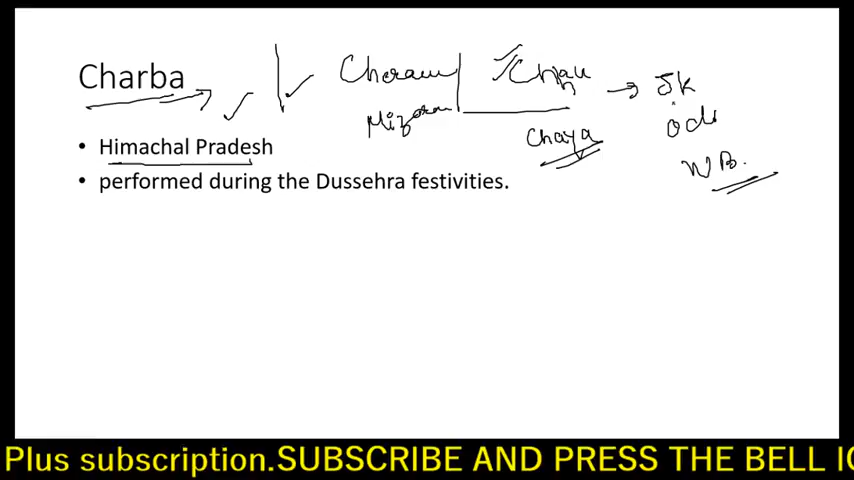 Charba
Cheraw Chhau
Mizoram
Chaya
JK
Odi
WB.
• Himachal Pradesh
• performed during the Dussehra festivities.
Plus subscription.SUBSCRIBE AND PRESS THE BELL IC